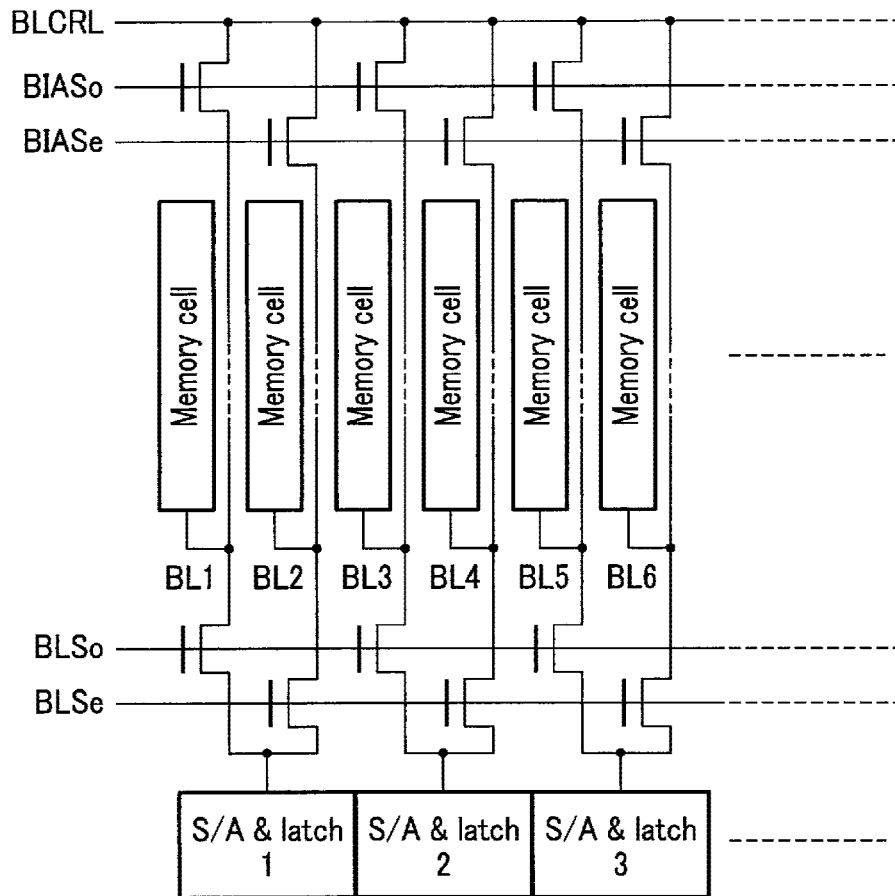 BLCRL
BIASo
BIASe
Memory cell
Memory cell
Memory cell
Memory cell
Memory cell
Memory cell
BL1 BL2 BL3 BL4 BL5 BL6
BLSo
BLSe
S/A & latch
1
S/A & latch
2
S/A & latch
3